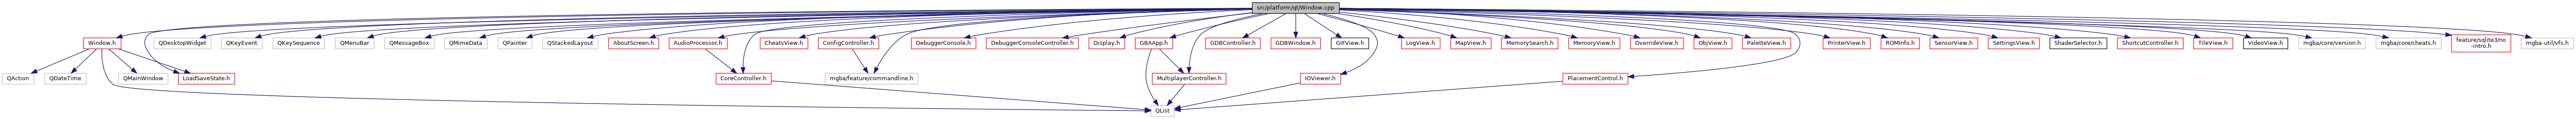 src/platform/qt/Window.cpp
Window.h
QDesktopWidget
QKeyEvent
QKeySequence
QMenuBar
QMessageBox
QMimeData
QPainter
QStackedLayout
AboutScreen.h
AudioProcessor.h
CheatsView.h
ConfigController.h
DebuggerConsole.h
DebuggerConsoleController.h
Display.h
GBAApp.h
GDBController.h
GDBWindow.h
GIFView.h
LogView.h
MapView.h
MemorySearch.h
MemoryView.h
OverrideView.h
ObjView.h
PaletteView.h
PrinterView.h
ROMInfo.h
SensorView.h
SettingsView.h
ShaderSelector.h
ShortcutController.h
TileView.h
VideoView.h
mgba/core/version.h
mgba/core/cheats.h
feature/sqlite3/no
-intro.h
mgba-util/vfs.h
QAction
QDateTime
QMainWindow
LoadSaveState.h
CoreController.h
mgba/feature/commandline.h
MultiplayerController.h
IOViewer.h
PlacementControl.h
QList